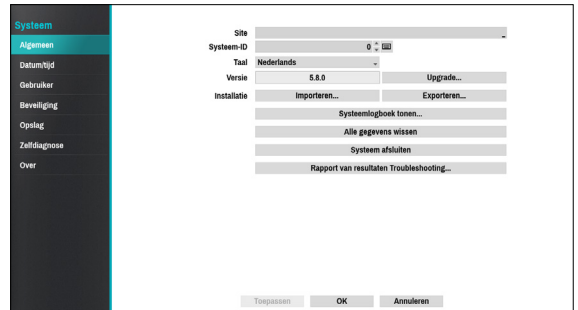 Systeem
Algemeen
Datum/tijd
Gebruiker
Beveiliging
Opslag
Zelfdiagnose
Over
Site
Systeem-ID 0
Taal Nederlands
Versie 5.8.0 Upgrade...
Installatie Importeren... Exporteren...
Systeemlogboek tonen...
Alle gegevens wissen
Systeem afsluiten
Rapport van resultaten Troubleshooting...
Toepassen OK Annuleren